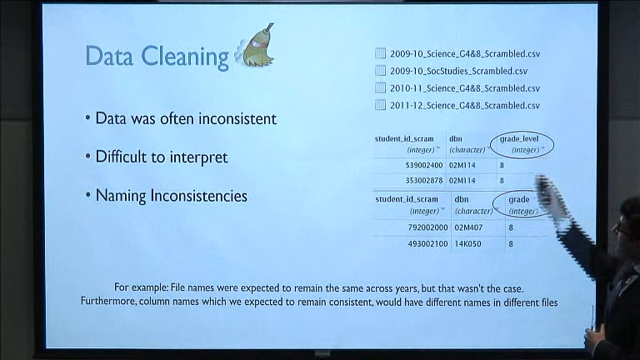 Data Cleaning
2009-10_Science_G4&8_Scrambled.csv
2009-10_SocStudies_Scrambled.csv
2010-11_Science_G4&8_Scrambled.csv
2011-12_Science_G4&8_Scrambled.csv
• Data was often inconsistent
• Difficult to interpret
• Naming Inconsistencies
student_id_scram dbn grade_level
(integer) (character) (integer)
539002400 02M114 8
353002878 02M114 8
student_id_scram dbn grade
(integer) (character) (integer)
792002000 02M407 8
493002100 14K050 8
For example: File names were expected to remain the same across years, but that wasn't the case.
Furthermore, column names which we expected to remain consistent, would have different names in different files